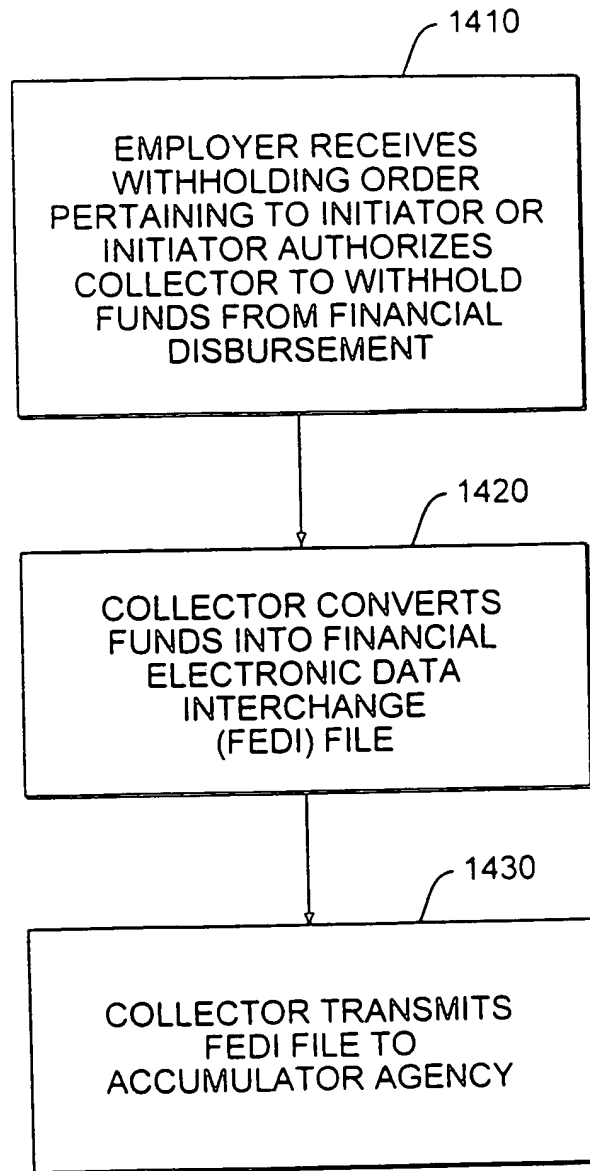 1410
EMPLOYER RECEIVES
WITHHOLDING ORDER
PERTAINING TO INITIATOR OR
INITIATOR AUTHORIZES
COLLECTOR TO WITHHOLD
FUNDS FROM FINANCIAL
DISBURSEMENT
1420
COLLECTOR CONVERTS
FUNDS INTO FINANCIAL
ELECTRONIC DATA
INTERCHANGE
(FEDI) FILE
1430
COLLECTOR TRANSMITS
FEDI FILE TO
ACCUMULATOR AGENCY